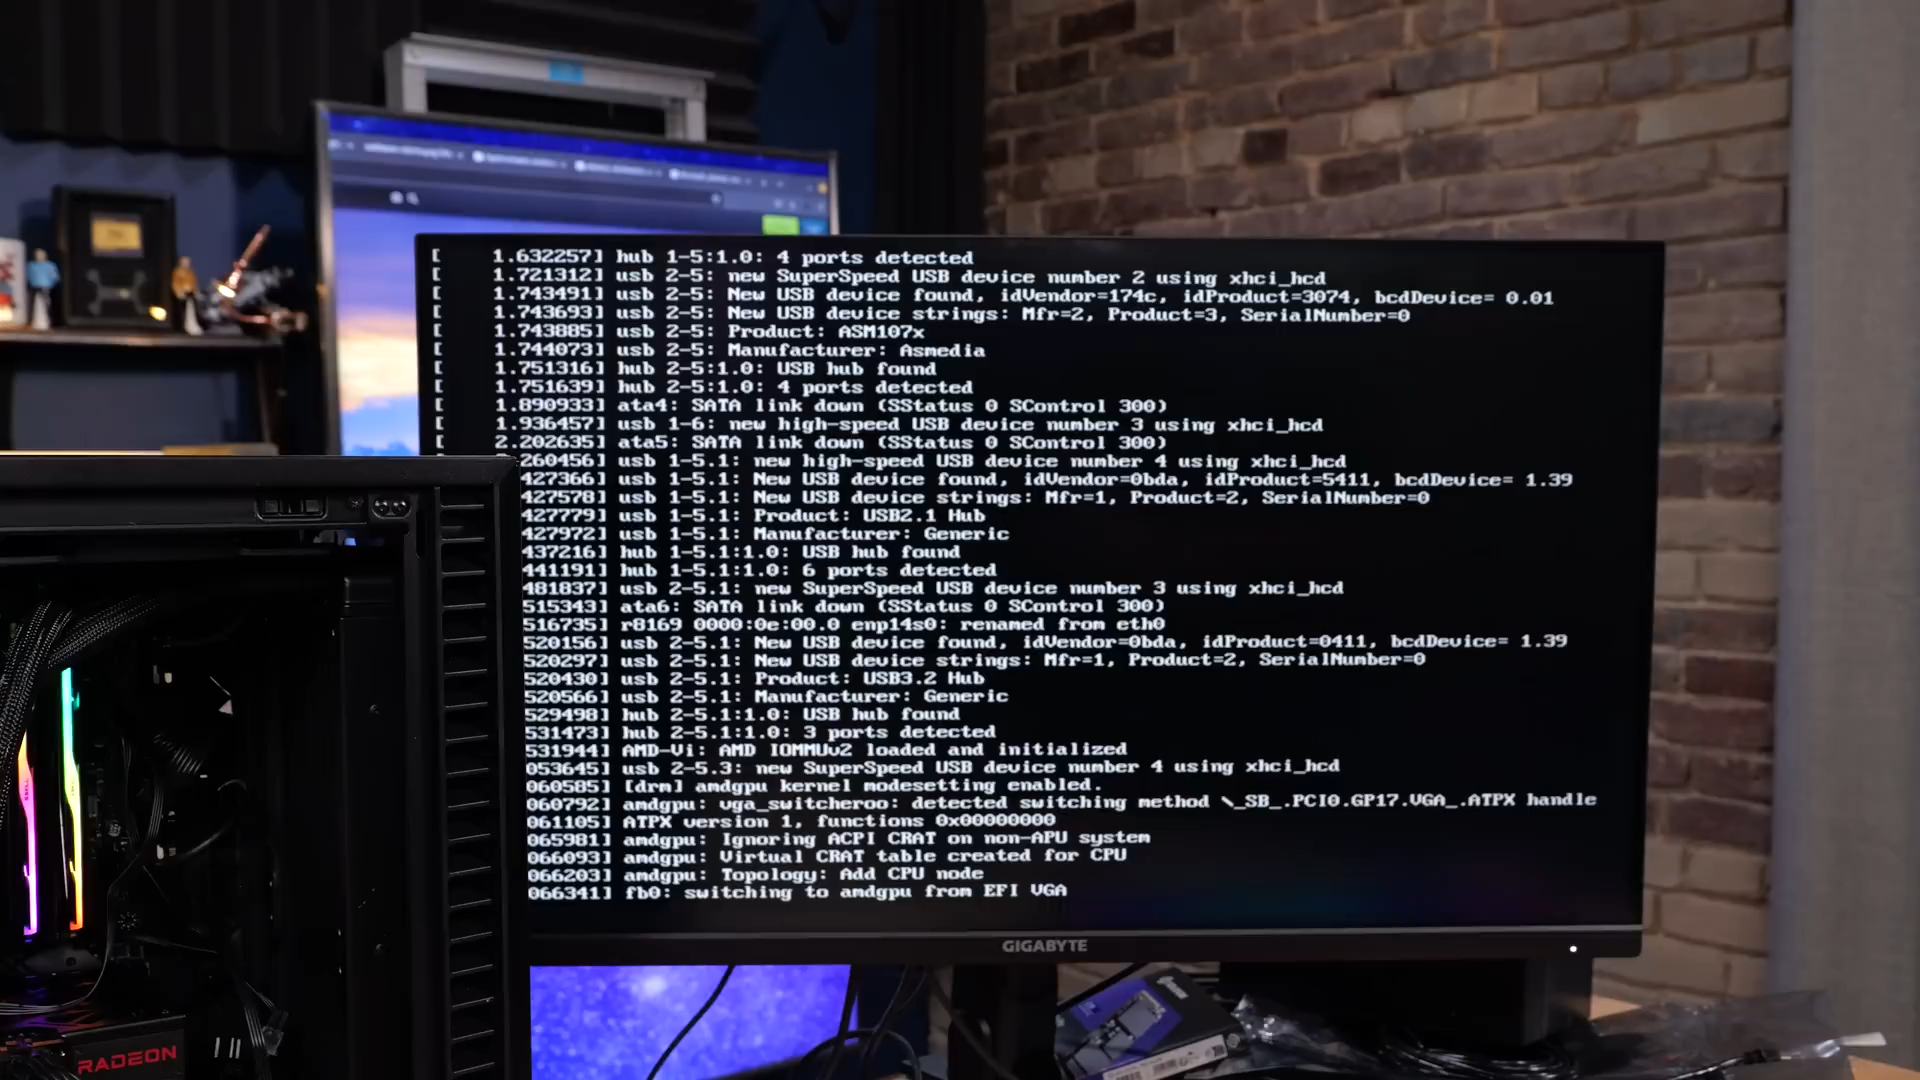 [ 1.632257] hub 1-5:1.0: 4 ports detected
[ 1.721312] usb 2-5: new SuperSpeed USB device number 2 using xhci_hcd
[ 1.743491] usb 2-5: New USB device found, idVendor=174c, idProduct=3074, bcdDevice= 0.01
[ 1.743693] usb 2-5: New USB device strings: Mfr=2, Product=3, SerialNumber=0
[ 1.743885] usb 2-5: Product: ASM107x
[ 1.744073] usb 2-5: Manufacturer: Asmedia
[ 1.751316] hub 2-5:1.0: USB hub found
[ 1.751639] hub 2-5:1.0: 4 ports detected
[ 1.890933] ata4: SATA link down (SStatus 0 SControl 300)
[ 1.936457] usb 1-6: new high-speed USB device number 3 using xhci_hcd
[ 2.202635] ata5: SATA link down (SStatus 0 SControl 300)
260456] usb 1-5.1: new high-speed USB device number 4 using xhci_hcd
427366] usb 1-5.1: New USB device found, idVendor=0bda, idProduct=5411, bcdDevice= 1.39
427578] usb 1-5.1: New USB device strings: Mfr=1, Product=2, SerialNumber=0
427779] usb 1-5.1: Product: USB2.1 Hub
427972] usb 1-5.1: Manufacturer: Generic
437216] hub 1-5.1:1.0: USB hub found
441191] hub 1-5.1:1.0: 6 ports detected
481837] usb 2-5.1: new SuperSpeed USB device number 3 using xhci_hcd
515343] ata6: SATA link down (SStatus 0 SControl 300)
516735] r8169 0000:0e:00.0 enp14s0: renamed from eth0
520156] usb 2-5.1: New USB device found, idVendor=0bda, idProduct=0411, bcdDevice= 1.39
520297] usb 2-5.1: New USB device strings: Mfr=1, Product=2, SerialNumber=0
520430] usb 2-5.1: Product: USB3.2 Hub
520566] usb 2-5.1: Manufacturer: Generic
529498] hub 2-5.1:1.0: USB hub found
531473] hub 2-5.1:1.0: 3 ports detected
531944] AMD-Vi: AMD IOMMUv2 loaded and initialized
053645] usb 2-5.3: new SuperSpeed USB device number 4 using xhci_hcd
060585] [drm] amdgpu kernel modesetting enabled.
060792] amdgpu: vga_switcheroo: detected switching method \_SB_.PCI0.GP17.VGA_.ATPX handle
061105] ATPX version 1, functions 0x00000000
065981] amdgpu: Ignoring ACPI CRAT on non-APU system
066093] amdgpu: Virtual CRAT table created for CPU
066203] amdgpu: Topology: Add CPU node
066341] fb0: switching to amdgpu from EFI VGA
GIGABYTE
RADEON